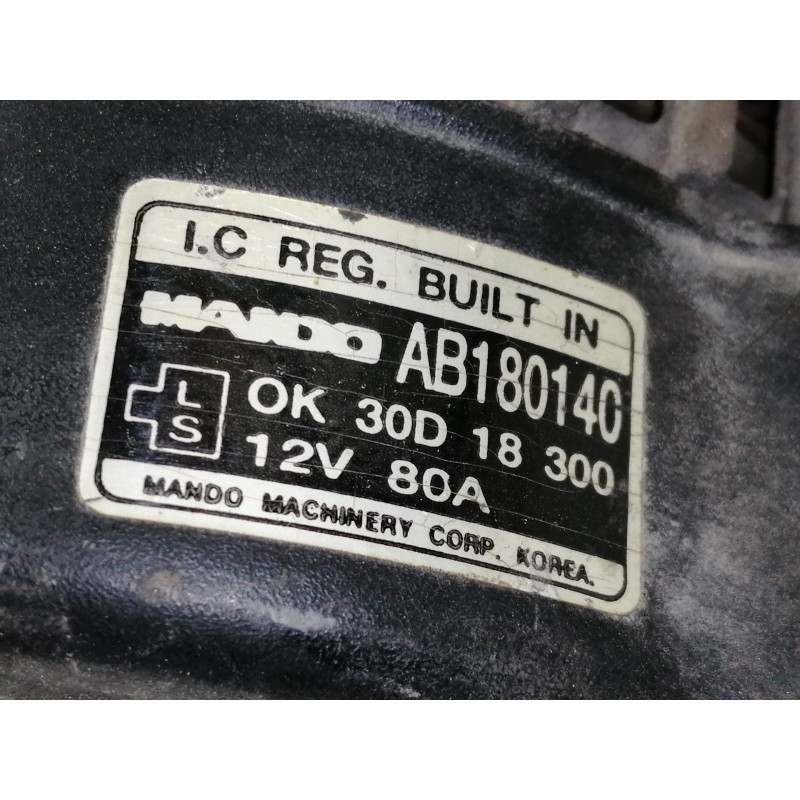 I.C REG. BUILT IN
MANDO AB180140
L
S
OK 30D 18 300
12V 80A
MANDO MACHINERY CORP. KOREA.